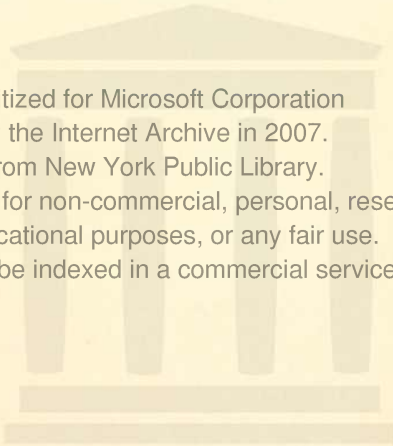 tized for Microsoft Corporation
the Internet Archive in 2007.
rom New York Public Library.
for non-commercial, personal, rese
cational purposes, or any fair use.
be indexed in a commercial service